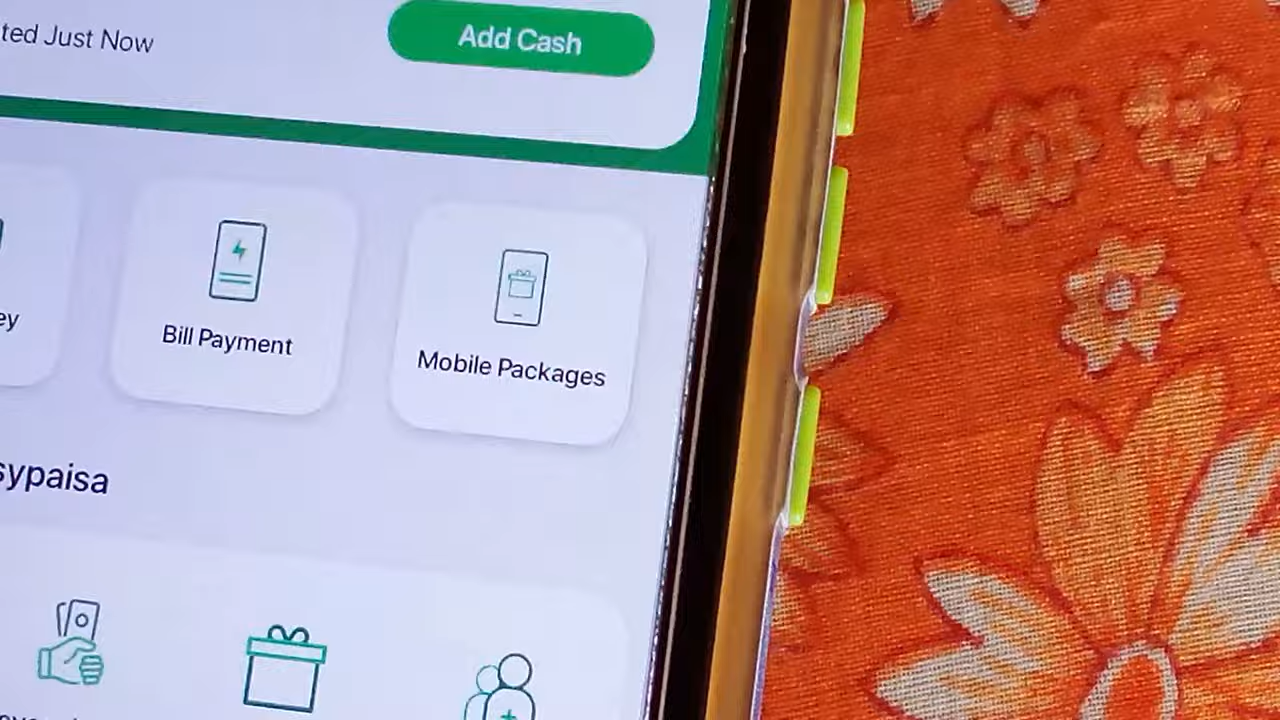 ted Just Now
Add Cash
ey
Bill Payment
Mobile Packages
sypaisa